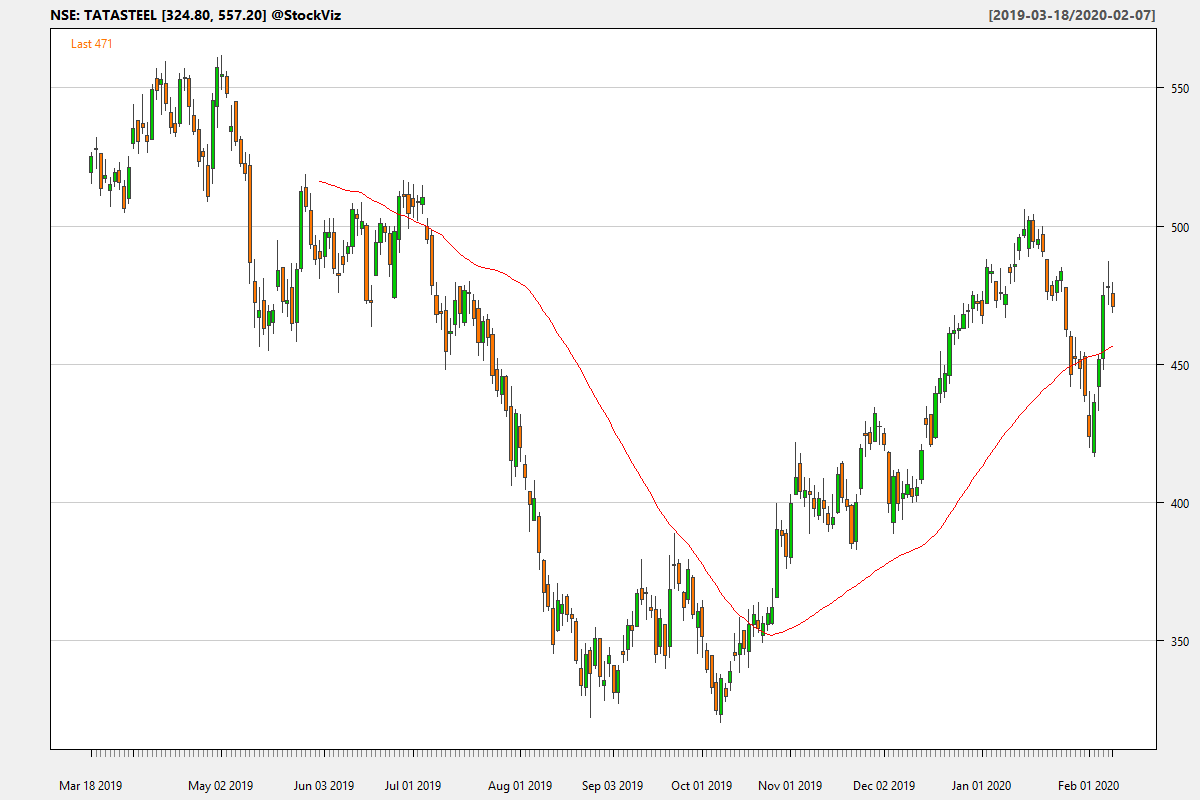 NSE: TATASTEEL [324.80, 557.20] @StockViz
[2019-03-18/2020-02-07]
Last 471
550
500
450
400
350
Mar 18 2019
May 02 2019
Jun 03 2019
Jul 01 2019
Aug 01 2019
Sep 03 2019
Oct 01 2019
Nov 01 2019
Dec 02 2019
Jan 01 2020
Feb 01 2020